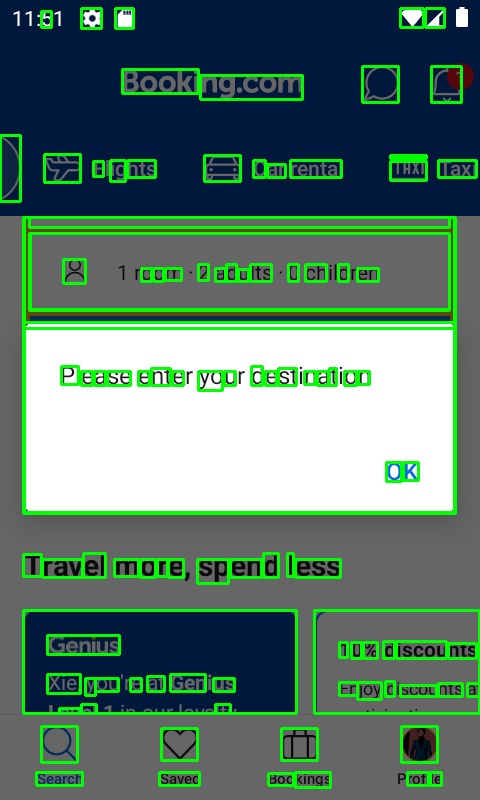 11:51
Booking.com
1
Flights Car rental TAXI Taxi
1 room · 2 adults · 0 children
Please enter your destination
OK
Travel more, spend less
Genius
Xie, you're at Genius
Level 1 in our loyalty
10% discounts
Enjoy discounts at
Search Saved Bookings Profile